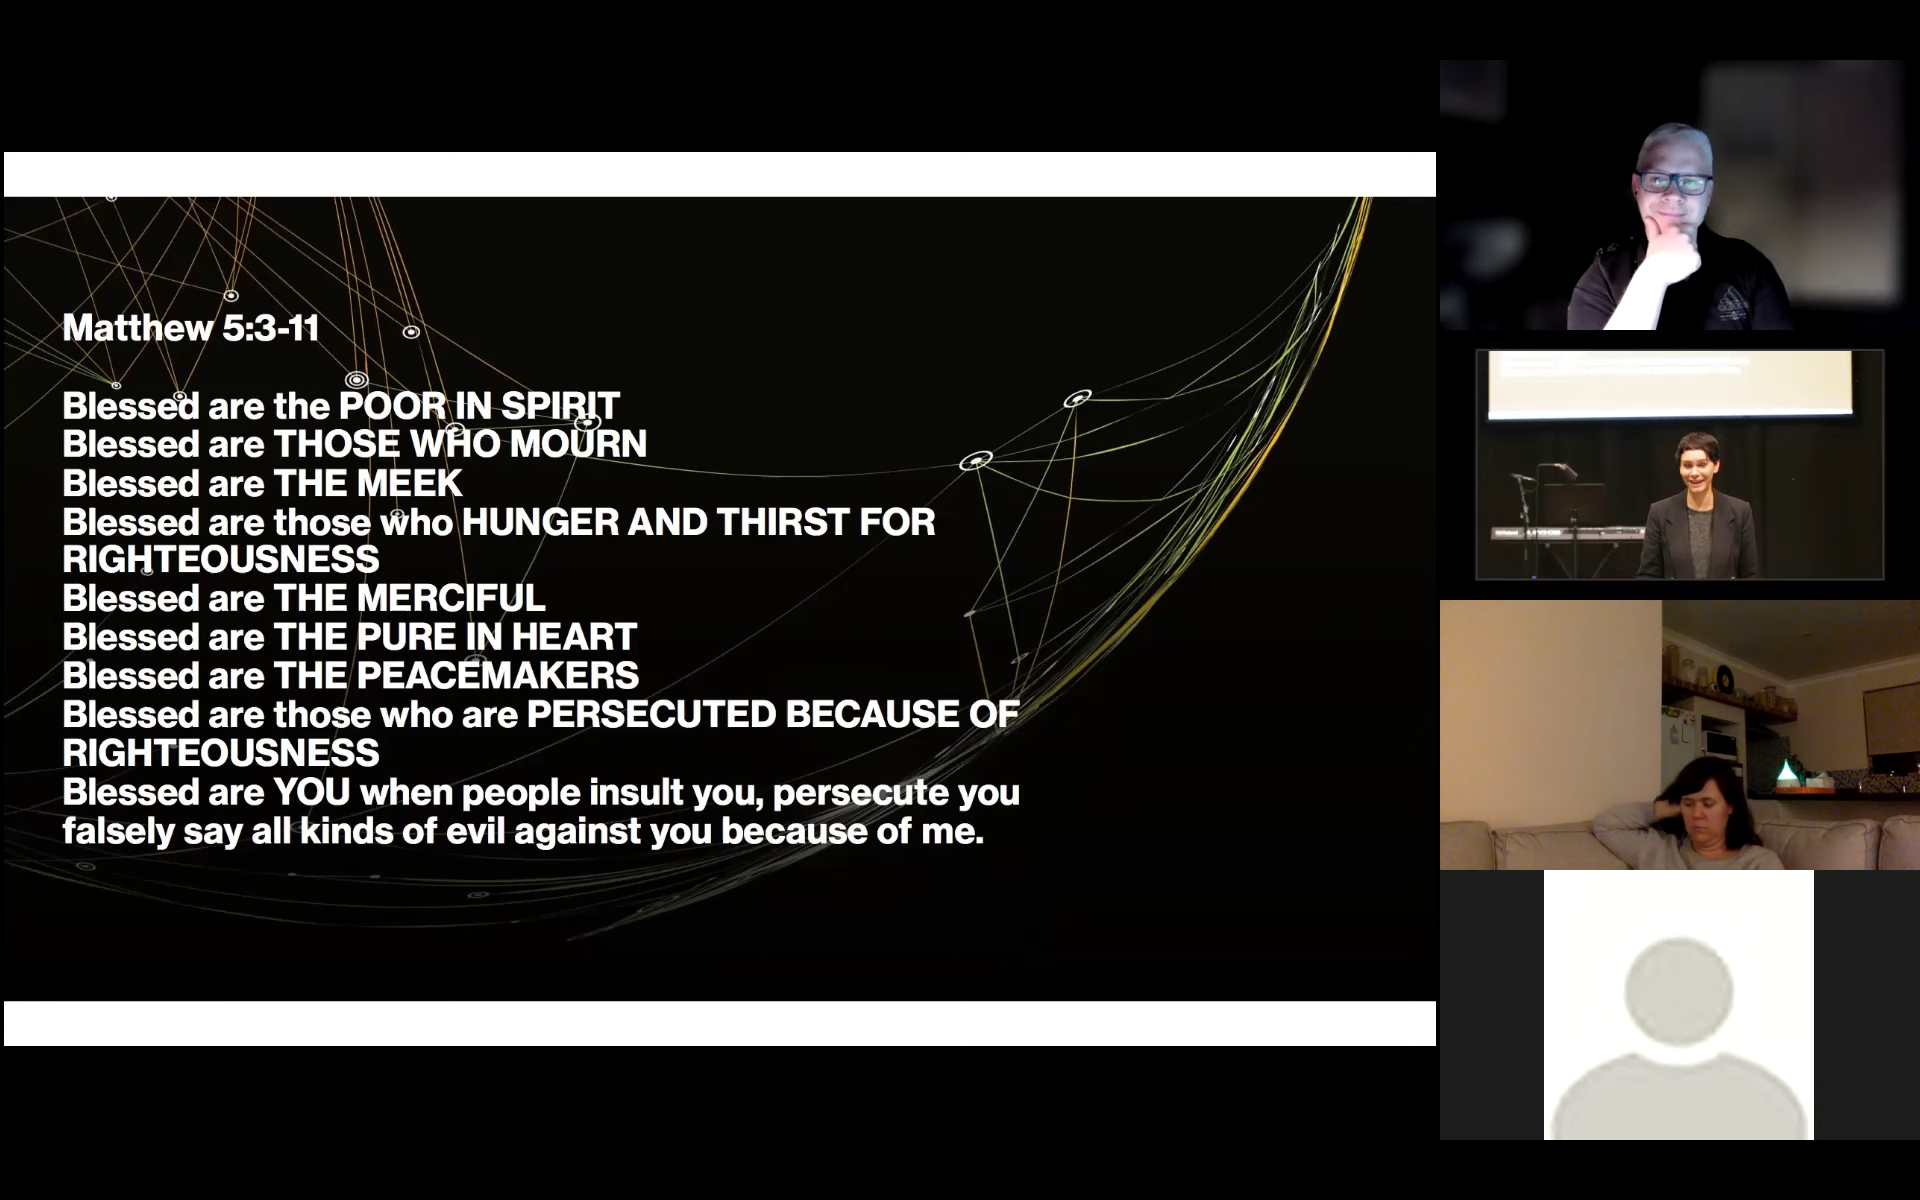 Matthew 5:3-11
Blessed are the POOR IN SPIRIT
Blessed are THOSE WHO MOURN
Blessed are THE MEEK
Blessed are those who HUNGER AND THIRST FOR
RIGHTEOUSNESS
Blessed are THE MERCIFUL
Blessed are THE PURE IN HEART
Blessed are THE PEACEMAKERS
Blessed are those who are PERSECUTED BECAUSE OF
RIGHTEOUSNESS
Blessed are YOU when people insult you, persecute you
falsely say all kinds of evil against you because of me.